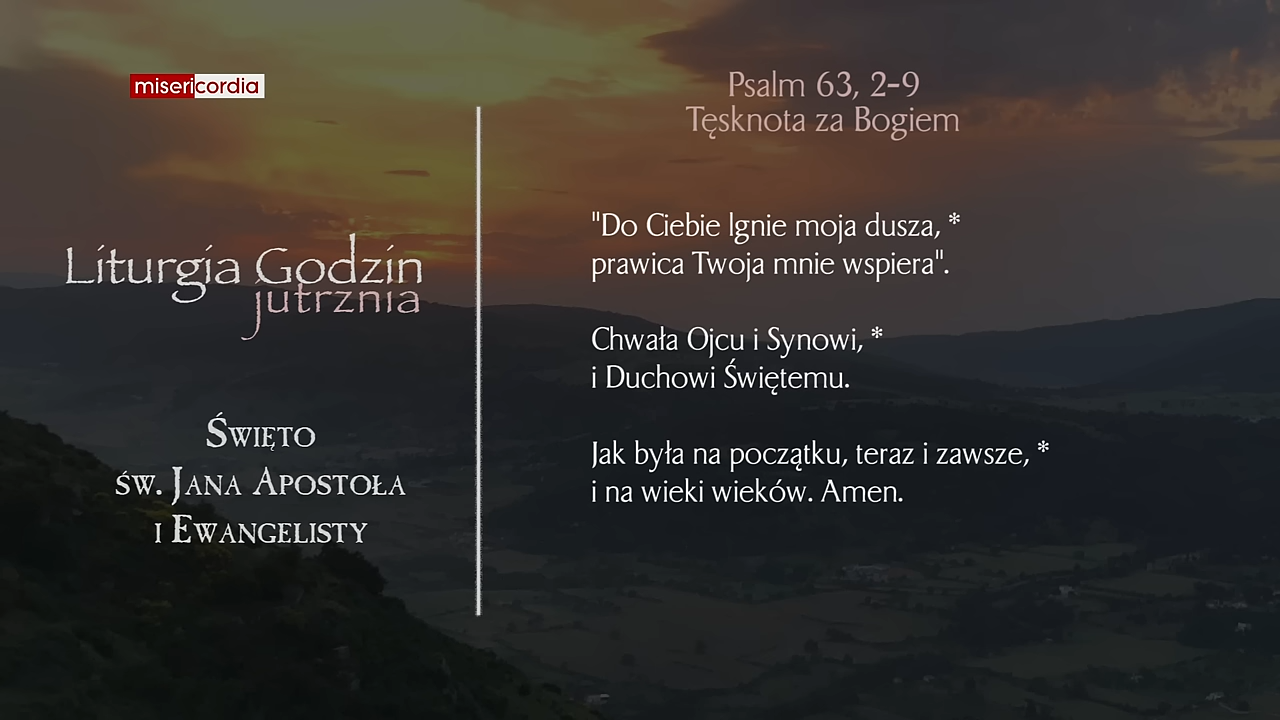 misericordia
Liturgia Godzin
jutrznia
Święto
św. Jana Apostoła
i Ewangelisty
Psalm 63, 2-9
Tęsknota za Bogiem
"Do Ciebie lgnie moja dusza, *
prawica Twoja mnie wspiera".
Chwała Ojcu i Synowi, *
i Duchowi Świętemu.
Jak była na początku, teraz i zawsze, *
i na wieki wieków. Amen.